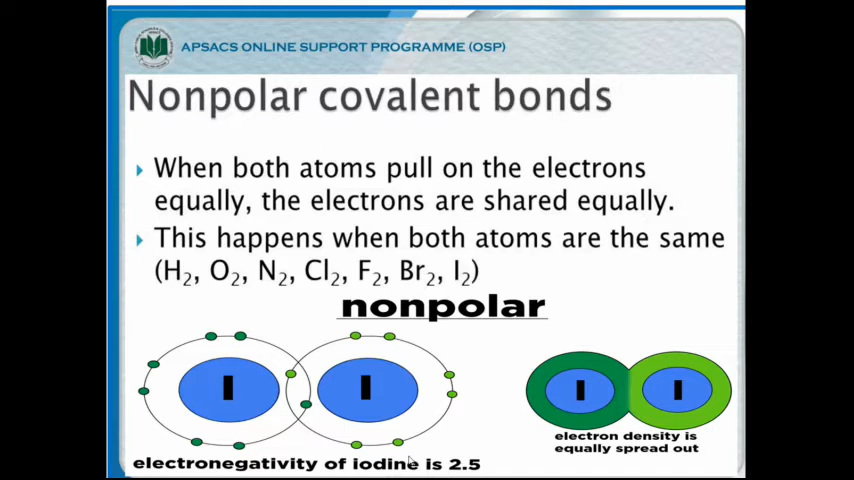 APSACS ONLINE SUPPORT PROGRAMME (OSP)
Nonpolar covalent bonds
When both atoms pull on the electrons
equally, the electrons are shared equally.
This happens when both atoms are the same
(H₂, O₂, N₂, Cl₂, F₂, Br₂, I₂)
nonpolar
I I I I
electron density is
equally spread out
electronegativity of iodine is 2.5